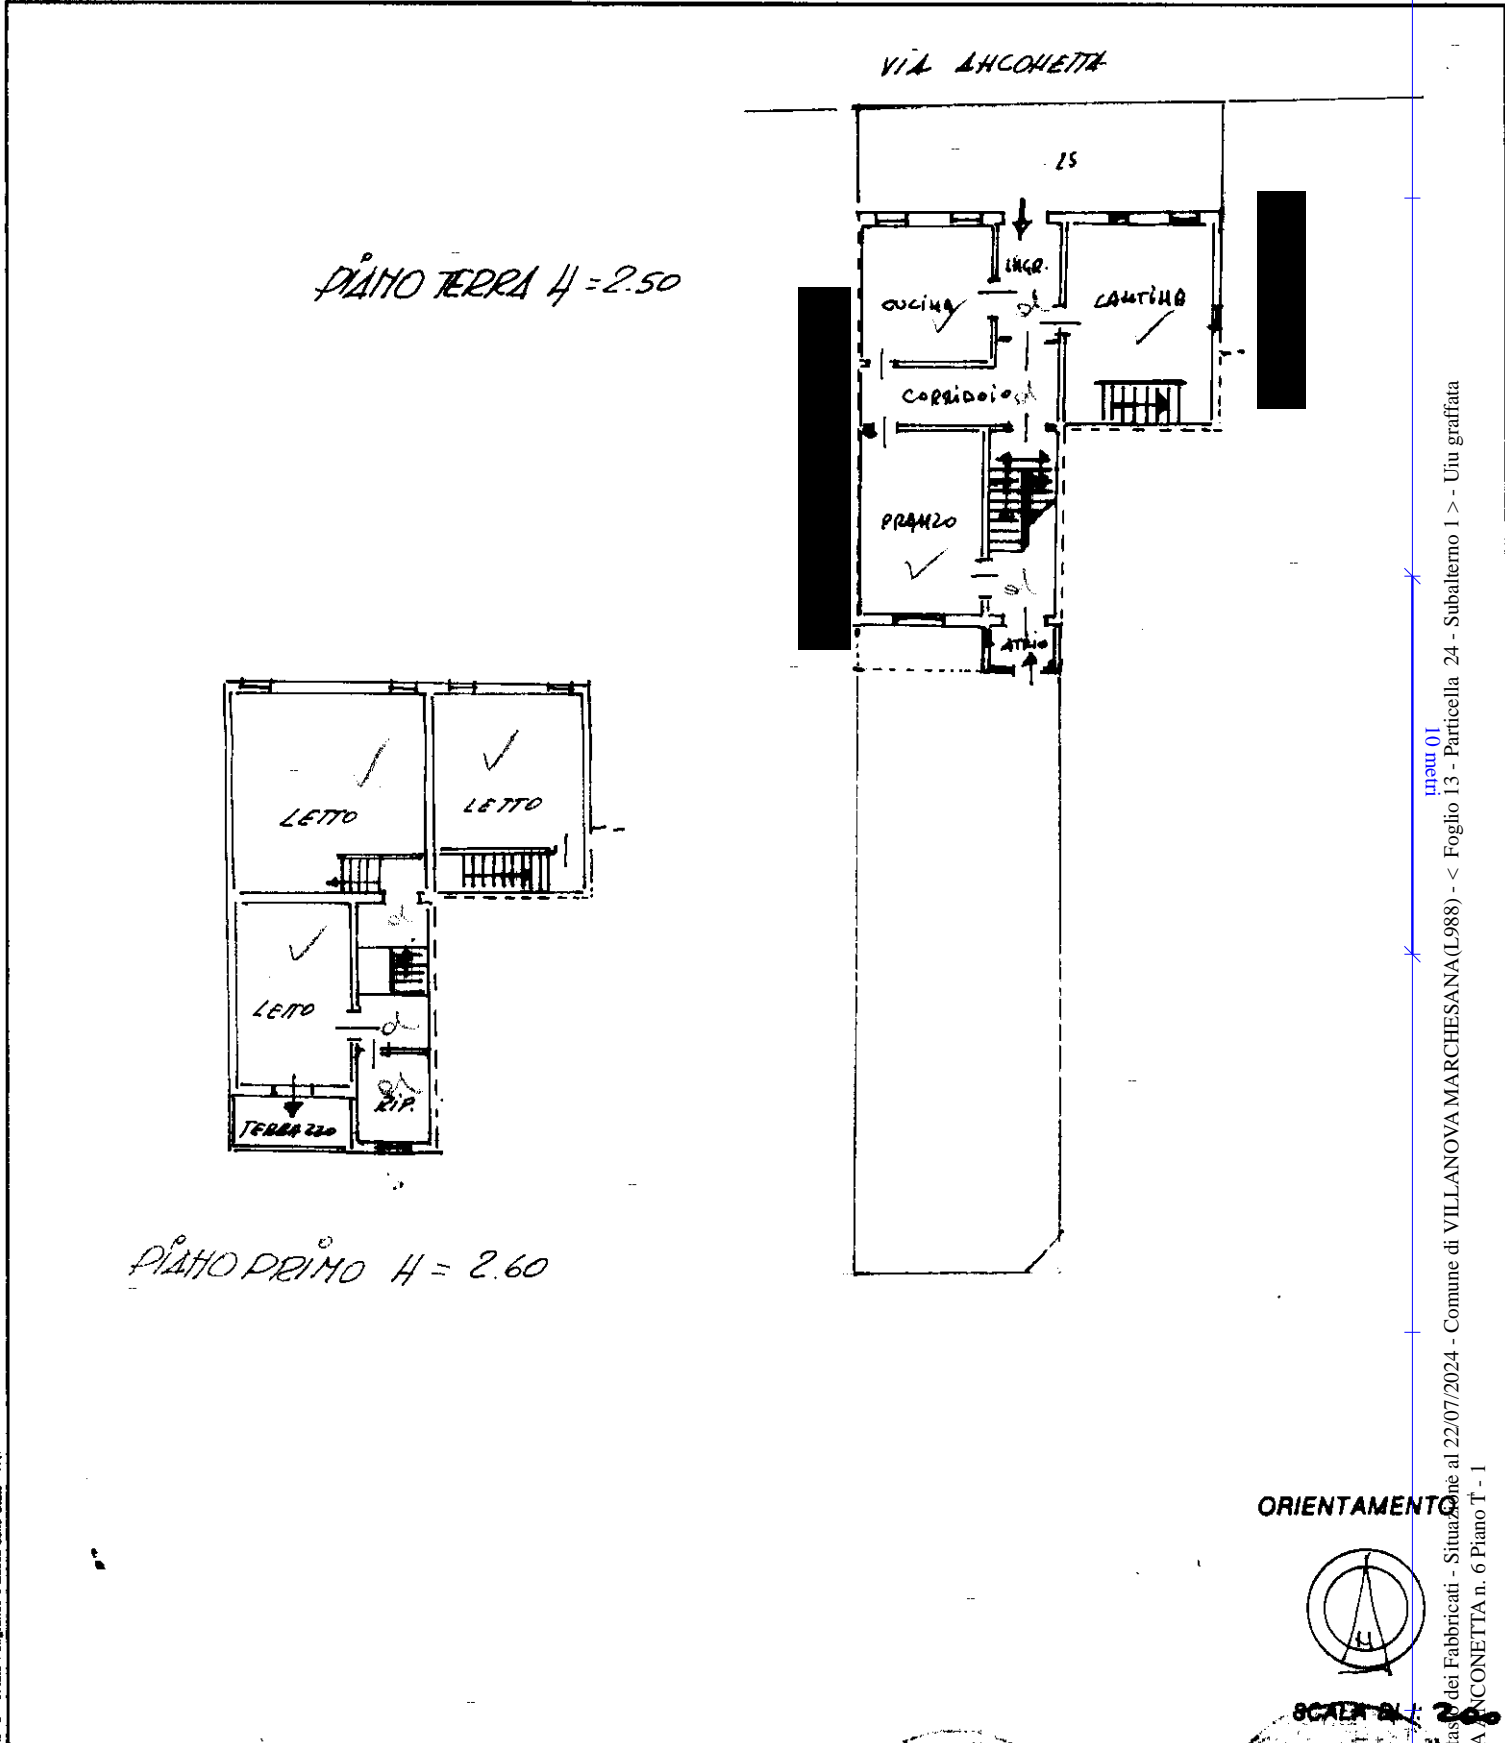 VIA ANCONETTA
25
PIANO TERRA H = 2.50
INGR.
CUCINA
CANTINA
CORRIDOIO
PRANZO
ATRIO
LETTO
LETTO
LETTO
RIP.
TERRAZZO
PIANO PRIMO H = 2.60
ORIENTAMENTO
N
SCALA DI 1: 200
10 metri
dei Fabbricati - Situazione al 22/07/2024 - Comune di VILLANOVA MARCHESANA(L988) - < Foglio 13 - Particella 24 - Subalterno 1 > - Uiu graffata
ANCONETTA n. 6 Piano T - 1